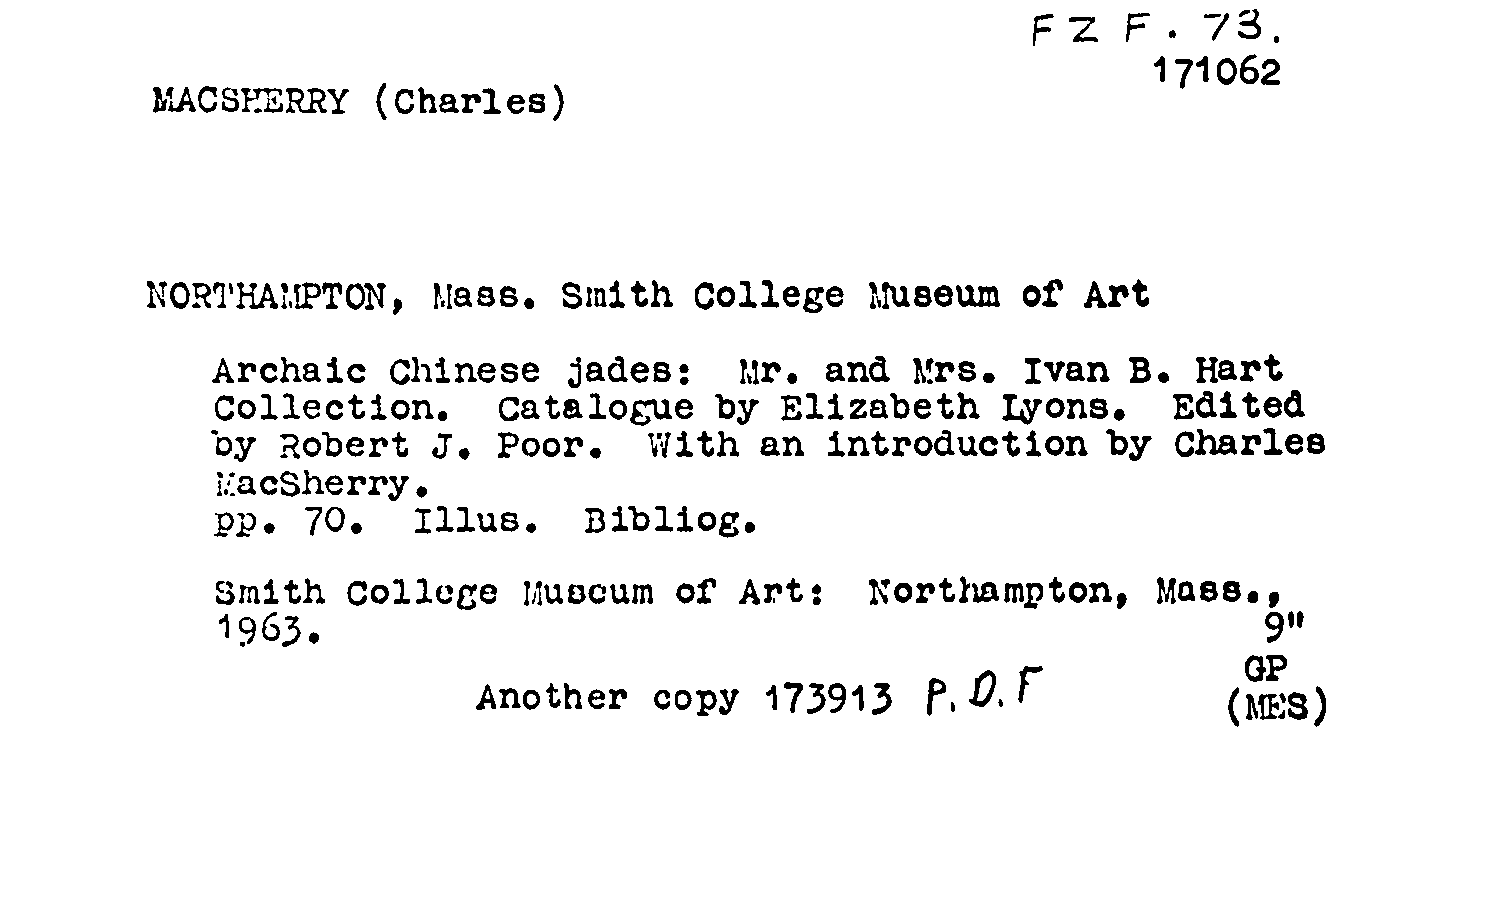 FZF. 73.
171062
MACSHERRY (Charles)
NORTHAMPTON, Mass. Smith College Museum of Art
Archaic Chinese jades: Mr. and Mrs. Ivan B. Hart
Collection. Catalogue by Elizabeth Lyons. Edited
by Robert J. Poor. With an introduction by Charles
MacSherry.
pp. 70. Illus. Bibliog.
Smith College Museum of Art: Northampton, Mass.,
1963.
9"
GP
Another copy 173913 P.D.F
(MES)